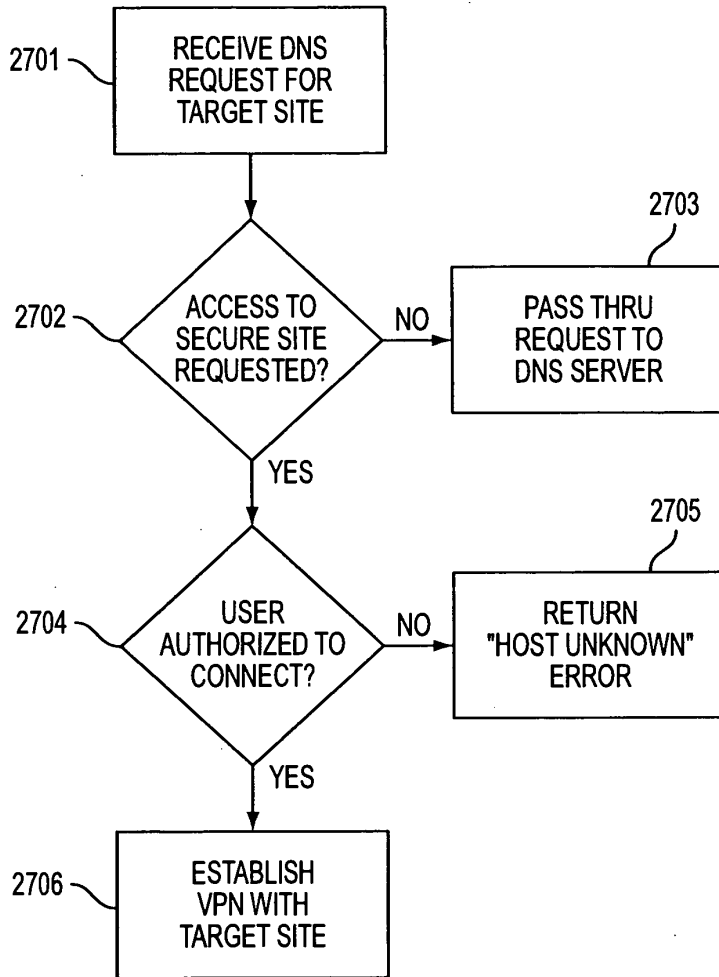 2701
RECEIVE DNS
REQUEST FOR
TARGET SITE
2702
ACCESS TO
SECURE SITE
REQUESTED?
NO
2703
PASS THRU
REQUEST TO
DNS SERVER
YES
2704
USER
AUTHORIZED TO
CONNECT?
NO
2705
RETURN
"HOST UNKNOWN"
ERROR
YES
2706
ESTABLISH
VPN WITH
TARGET SITE